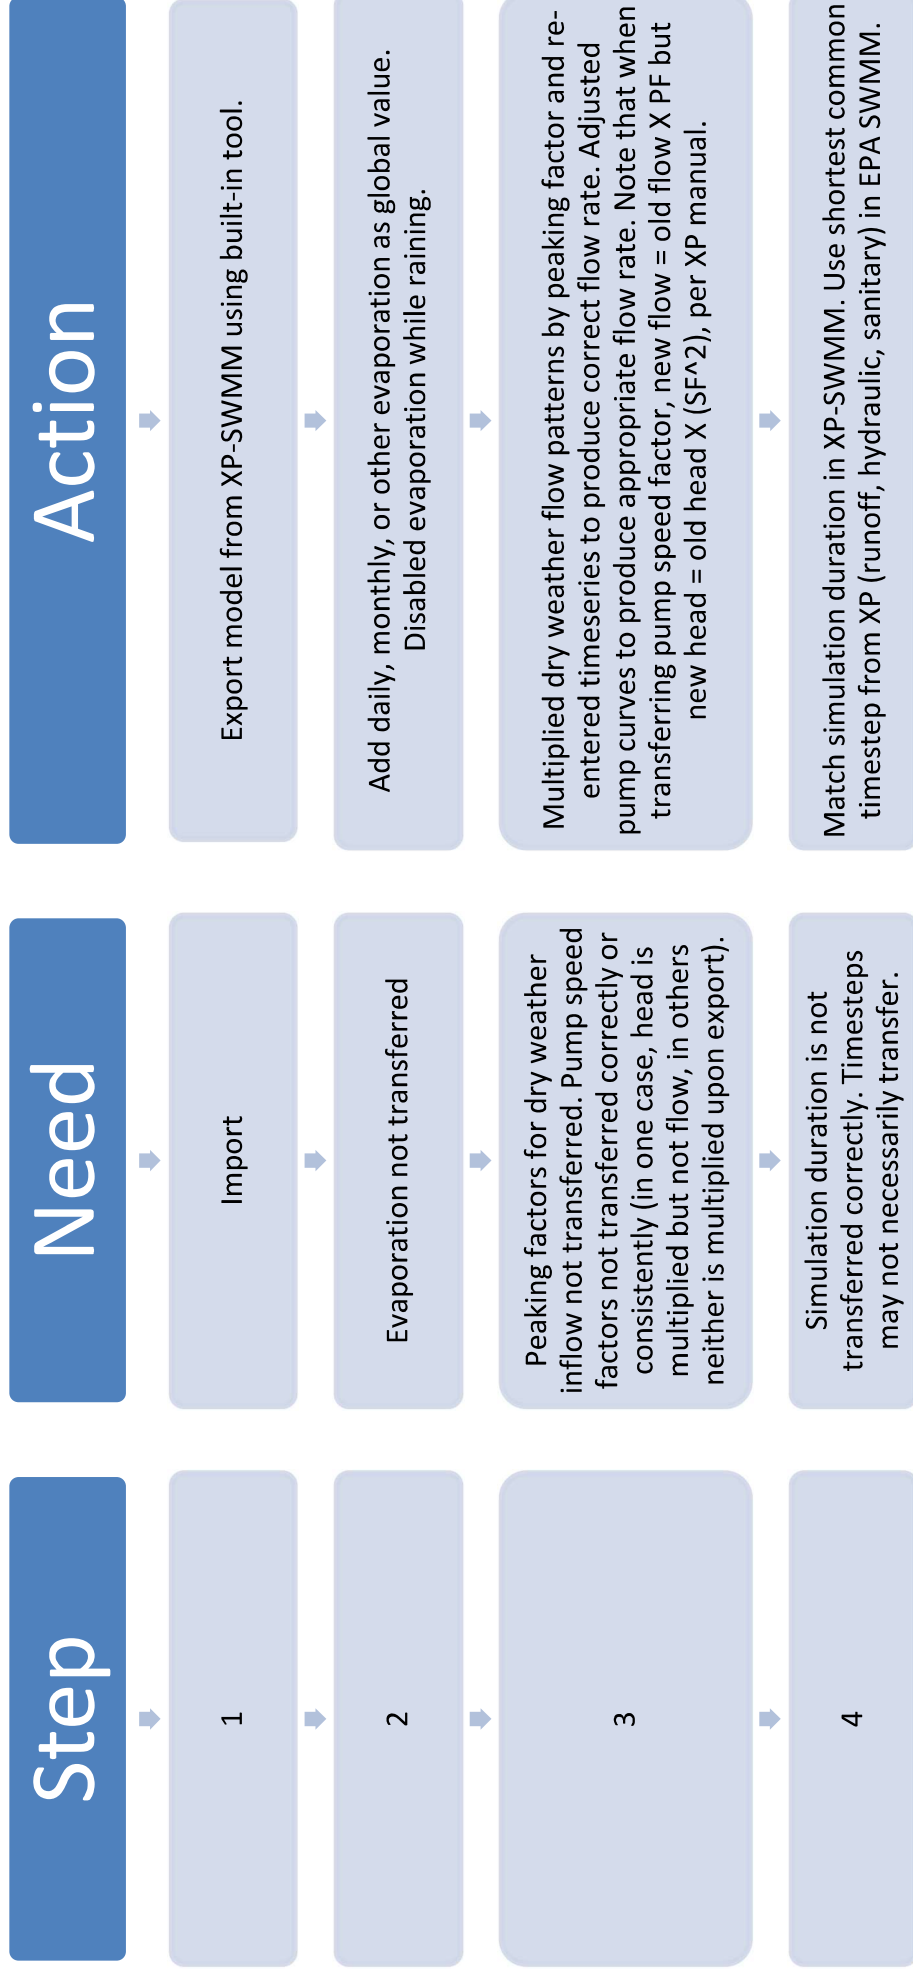 Step
Need
Action
1
Import
Export model from XP-SWMM using built-in tool.
2
Evaporation not transferred
Add daily, monthly, or other evaporation as global value.
Disabled evaporation while raining.
3
Peaking factors for dry weather
inflow not transferred. Pump speed
factors not transferred correctly or
consistently (in one case, head is
multiplied but not flow, in others
neither is multiplied upon export).
Multiplied dry weather flow patterns by peaking factor and re-
entered timeseries to produce correct flow rate. Adjusted
pump curves to produce appropriate flow rate. Note that when
transferring pump speed factor, new flow = old flow X PF but
new head = old head X (SF^2), per XP manual.
4
Simulation duration is not
transferred correctly. Timesteps
may not necessarily transfer.
Match simulation duration in XP-SWMM. Use shortest common
timestep from XP (runoff, hydraulic, sanitary) in EPA SWMM.